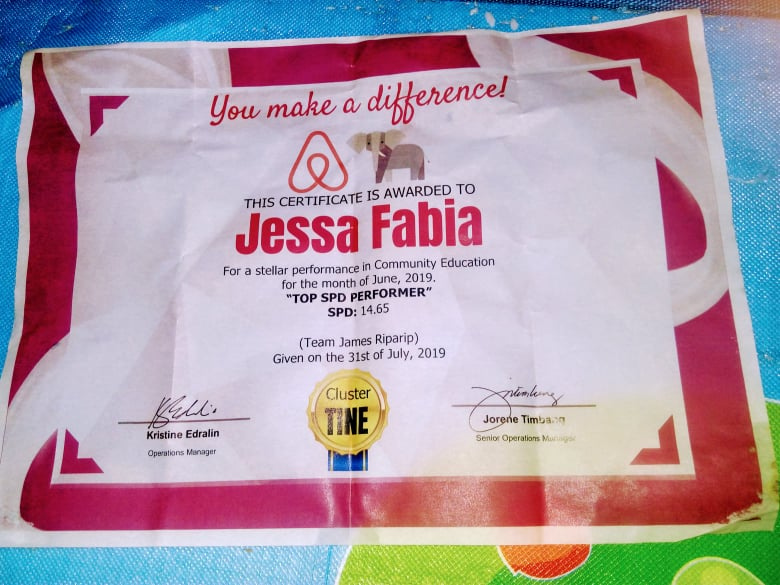 You make a difference!
THIS CERTIFICATE IS AWARDED TO
Jessa Fabia
For a stellar performance in Community Education
for the month of June, 2019.
"TOP SPD PERFORMER"
SPD: 14.65
(Team James Riparip)
Given on the 31st of July, 2019
Cluster
TINE
Kristine Edralin
Operations Manager
Jorene Timbang
Senior Operations Manager